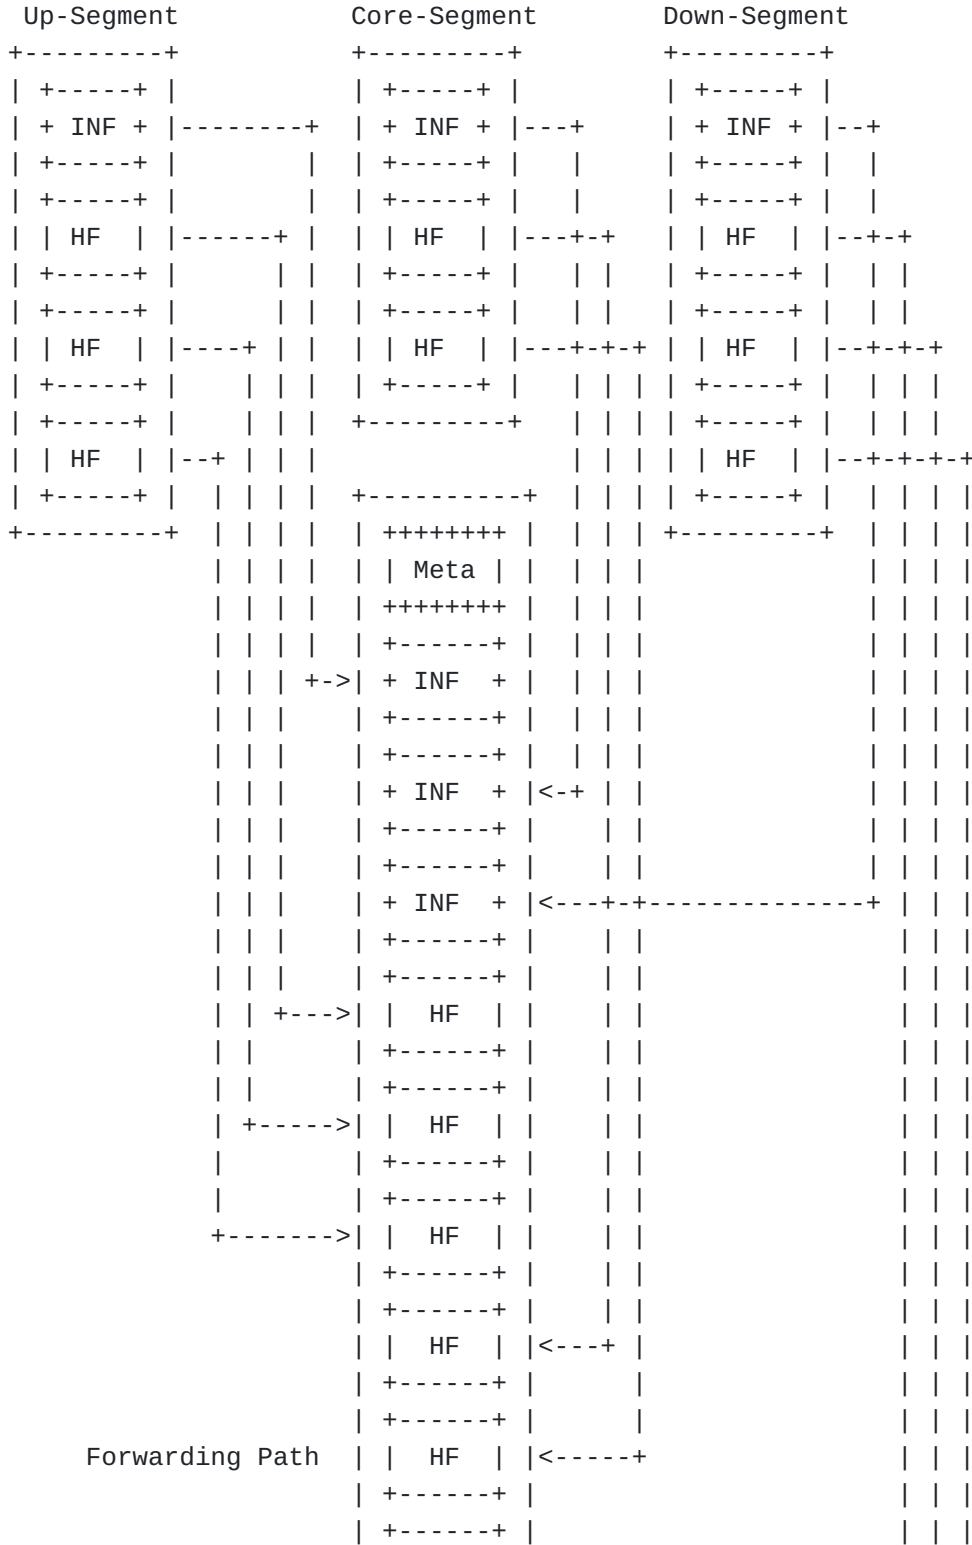 Up-Segment           Core-Segment        Down-Segment
+---------+           +---------+         +---------+
| +-----+ |           | +-----+ |         | +-----+ |
| + INF + |--------+  | + INF + |---+     | + INF + |--+
| +-----+ |        |  | +-----+ |   |     | +-----+ |  |
| +-----+ |        |  | +-----+ |   |     | +-----+ |  |
| | HF  | |------+ |  | | HF  | |---+-+   | | HF  | |--+-+
| +-----+ |      | |  | +-----+ |   | |   | +-----+ |  | |
| +-----+ |      | |  | +-----+ |   | |   | +-----+ |  | |
| | HF  | |----+ | |  | | HF  | |---+-+-+ | | HF  | |--+-+-+
| +-----+ |    | | |  | +-----+ |   | | | | +-----+ |  | | |
| +-----+ |    | | |  +---------+   | | | | +-----+ |  | | |
| | HF  | |--+ | | |                | | | | | HF  | |--+-+-+-+
| +-----+ |  | | | |  +----------+  | | | | +-----+ |  | | | |
+---------+  | | | |  | ++++++++ |  | | | +---------+  | | | |
             | | | |  | | Meta | |  | | |              | | | |
             | | | |  | ++++++++ |  | | |              | | | |
             | | | |  | +------+ |  | | |              | | | |
             | | | +->| + INF  + |  | | |              | | | |
             | | |    | +------+ |  | | |              | | | |
             | | |    | +------+ |  | | |              | | | |
             | | |    | + INF  + |<-+ | |              | | | |
             | | |    | +------+ |    | |              | | | |
             | | |    | +------+ |    | |              | | | |
             | | |    | + INF  + |<---+-+--------------+ | | |
             | | |    | +------+ |    | |                | | |
             | | |    | +------+ |    | |                | | |
             | | +--->| |  HF  | |    | |                | | |
             | |      | +------+ |    | |                | | |
             | |      | +------+ |    | |                | | |
             | +----->| |  HF  | |    | |                | | |
             |        | +------+ |    | |                | | |
             |        | +------+ |    | |                | | |
             +------->| |  HF  | |    | |                | | |
                      | +------+ |    | |                | | |
                      | +------+ |    | |                | | |
                      | |  HF  | |<---+ |                | | |
                      | +------+ |      |                | | |
                      | +------+ |      |                | | |
     Forwarding Path  | |  HF  | |<-----+                | | |
                      | +------+ |                       | | |
                      | +------+ |                       | | |